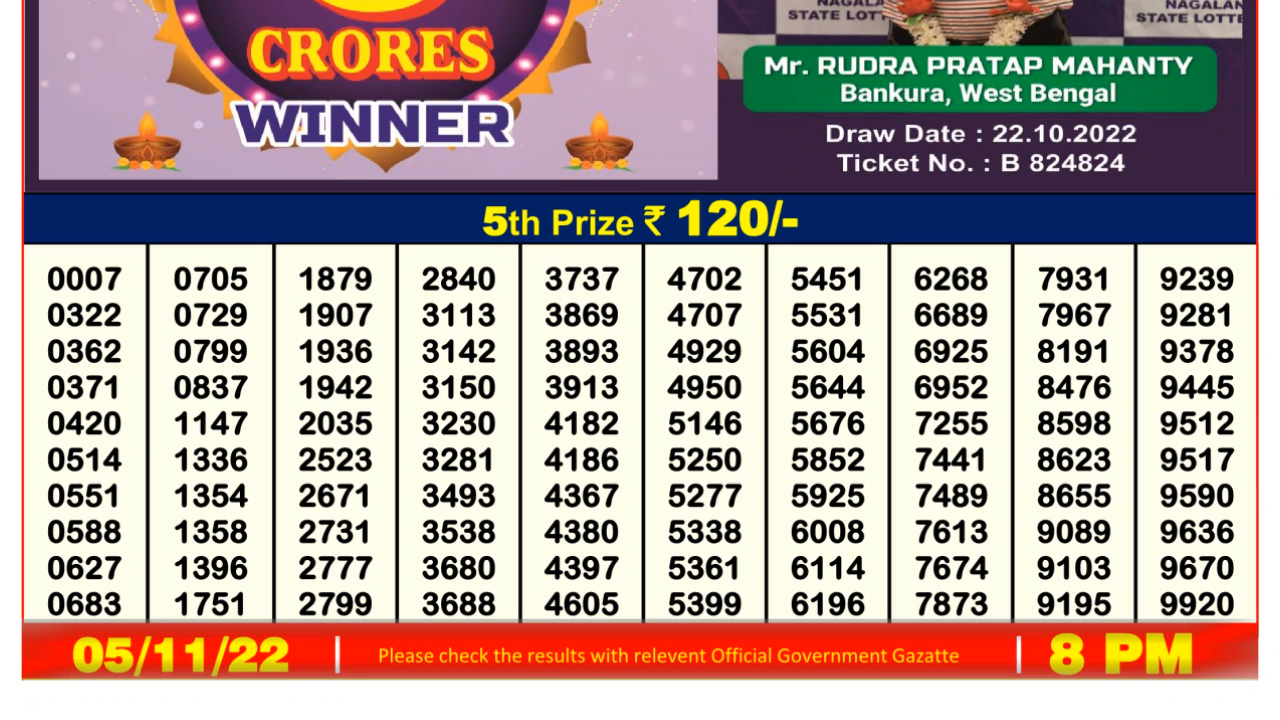 CRORES
WINNER
NAGALA
STATE LOTT
NAGALAN
STATE LOTTE
Mr. RUDRA PRATAP MAHANTY
Bankura, West Bengal
Draw Date : 22.10.2022
Ticket No. : B 824824
5th Prize ₹ 120/-
0007 0705 1879 2840 3737 4702 5451 6268 7931 9239
0322 0729 1907 3113 3869 4707 5531 6689 7967 9281
0362 0799 1936 3142 3893 4929 5604 6925 8191 9378
0371 0837 1942 3150 3913 4950 5644 6952 8476 9445
0420 1147 2035 3230 4182 5146 5676 7255 8598 9512
0514 1336 2523 3281 4186 5250 5852 7441 8623 9517
0551 1354 2671 3493 4367 5277 5925 7489 8655 9590
0588 1358 2731 3538 4380 5338 6008 7613 9089 9636
0627 1396 2777 3680 4397 5361 6114 7674 9103 9670
0683 1751 2799 3688 4605 5399 6196 7873 9195 9920
05/11/22 | Please check the results with relevent Official Government Gazatte | 8 PM